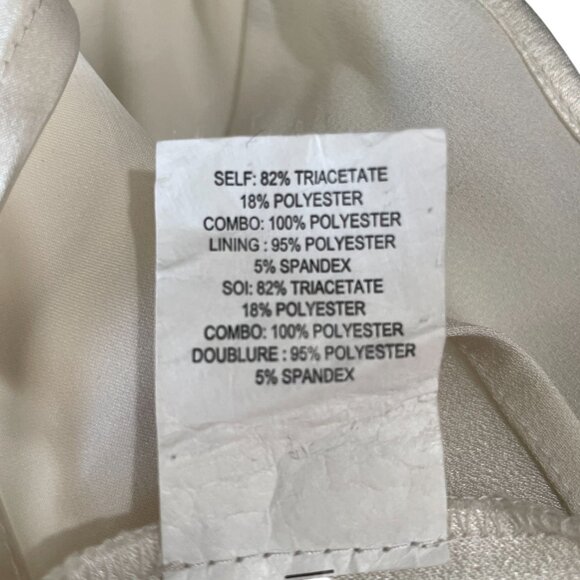 SELF: 82% TRIACETATE
18% POLYESTER
COMBO: 100% POLYESTER
LINING : 95% POLYESTER
5% SPANDEX
SOI: 82% TRIACETATE
18% POLYESTER
COMBO: 100% POLYESTER
DOUBLURE : 95% POLYESTER
5% SPANDEX